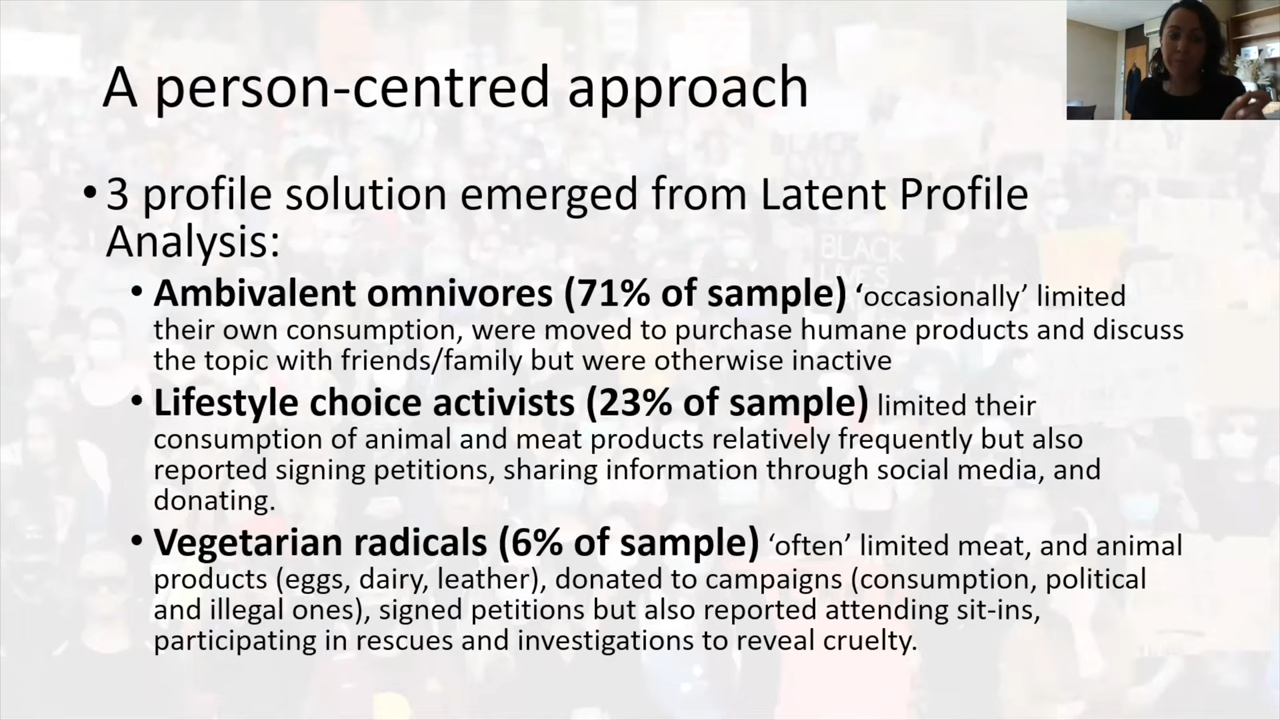 A person-centred approach
• 3 profile solution emerged from Latent Profile
Analysis:
• Ambivalent omnivores (71% of sample) ‘occasionally’ limited
their own consumption, were moved to purchase humane products and discuss
the topic with friends/family but were otherwise inactive
• Lifestyle choice activists (23% of sample) limited their
consumption of animal and meat products relatively frequently but also
reported signing petitions, sharing information through social media, and
donating.
• Vegetarian radicals (6% of sample) ‘often’ limited meat, and animal
products (eggs, dairy, leather), donated to campaigns (consumption, political
and illegal ones), signed petitions but also reported attending sit-ins,
participating in rescues and investigations to reveal cruelty.
BLACK
LIVES